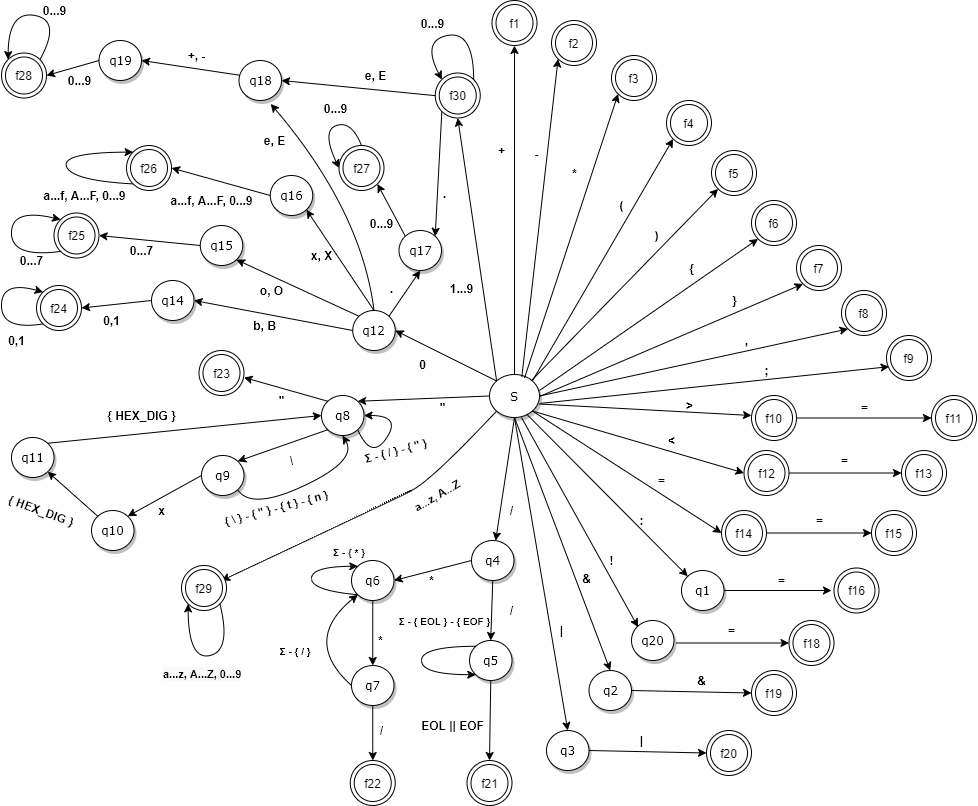 0...9
f28
0...9
q19
+, -
q18
e, E
0...9
f30
f1
f2
f3
f4
f5
f6
f7
f8
f9
+
-
*
(
)
{
}
,
;
>
f10
=
f11
<
f12
=
f13
=
f14
=
f15
:
q1
=
f16
!
q20
=
f18
&
q2
&
f19
|
q3
|
f20
S
e, E
0...9
f27
0...9
q17
.
.
1...9
f26
a...f, A...F, 0...9
a...f, A...F, 0...9
q16
x, X
f25
0...7
0...7
q15
o, O
f24
0,1
0,1
q14
b, B
q12
0
f23
"
q8
"
Σ - { / } - { " }
{ HEX_DIG }
q11
q9
/
{ \ } - { " } - { t } - { n }
{ HEX_DIG }
x
q10
a...z, A...Z
f29
a...z, A...Z, 0...9
/
q4
*
/
Σ - { * }
q6
Σ - { EOL } - { EOF }
q5
*
Σ - { / }
q7
/
f22
EOL || EOF
f21